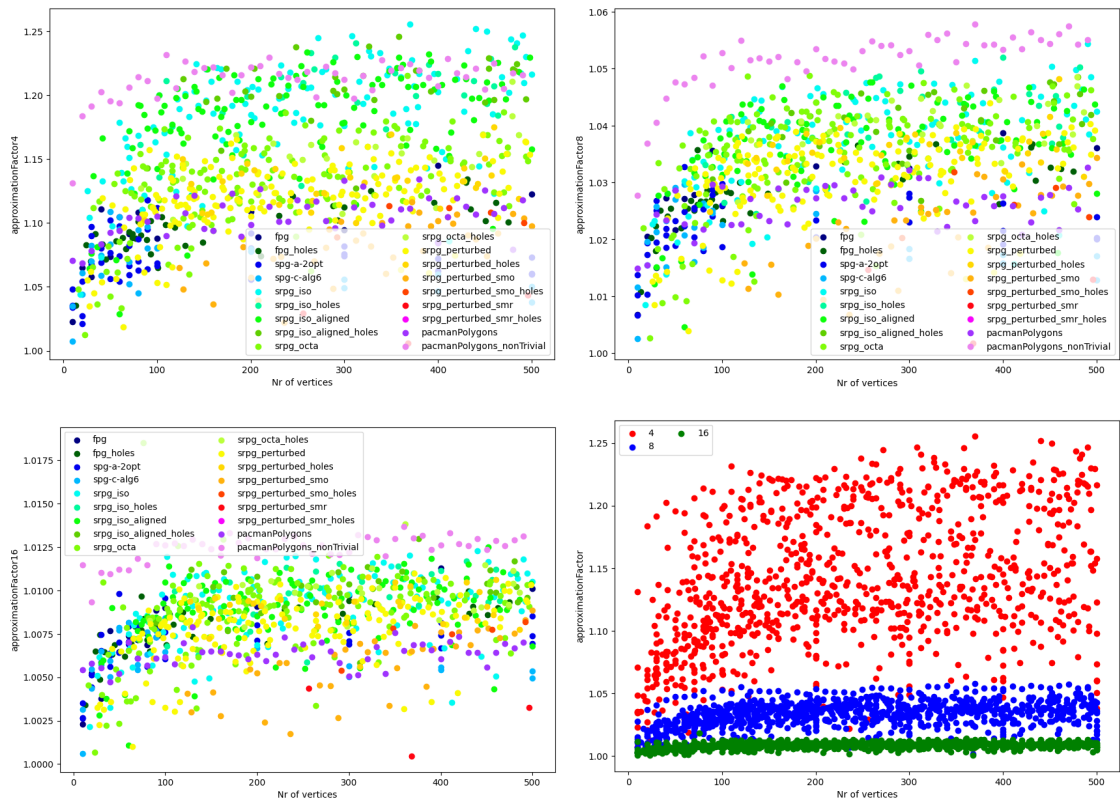 1.25
1.20
1.15
1.10
1.05
1.00
aproximationFactor4
0
100
200
300
400
500
Nr of vertices
fpg
fpg_holes
spg-a-2opt
spg-c-alg6
srpg_iso
srpg_iso_holes
srpg_iso_aligned
srpg_iso_aligned_holes
srpg_octa
srpg_octa_holes
srpg_perturbed
srpg_perturbed_holes
srpg_perturbed_smo
srpg_perturbed_smo_holes
srpg_perturbed_smr
srpg_perturbed_smr_holes
pacmanPolygons
pacmanPolygons_nonTrivial
1.06
1.05
1.04
1.03
1.02
1.01
1.00
aproximationFactor8
0
100
200
300
400
500
Nr of vertices
fpg
fpg_holes
spg-a-2opt
spg-c-alg6
srpg_iso
srpg_iso_holes
srpg_iso_aligned
srpg_iso_aligned_holes
srpg_octa
srpg_octa_holes
srpg_perturbed
srpg_perturbed_holes
srpg_perturbed_smo
srpg_perturbed_smo_holes
srpg_perturbed_smr
srpg_perturbed_smr_holes
pacmanPolygons
pacmanPolygons_nonTrivial
1.0175
1.0150
1.0125
1.0100
1.0075
1.0050
1.0025
1.0000
aproximationFactor16
0
100
200
300
400
500
Nr of vertices
fpg
fpg_holes
spg-a-2opt
spg-c-alg6
srpg_iso
srpg_iso_holes
srpg_iso_aligned
srpg_iso_aligned_holes
srpg_octa
srpg_octa_holes
srpg_perturbed
srpg_perturbed_holes
srpg_perturbed_smo
srpg_perturbed_smo_holes
srpg_perturbed_smr
srpg_perturbed_smr_holes
pacmanPolygons
pacmanPolygons_nonTrivial
1.25
1.20
1.15
1.10
1.05
1.00
approximationFactor
0
100
200
300
400
500
Nr of vertices
4
8
16